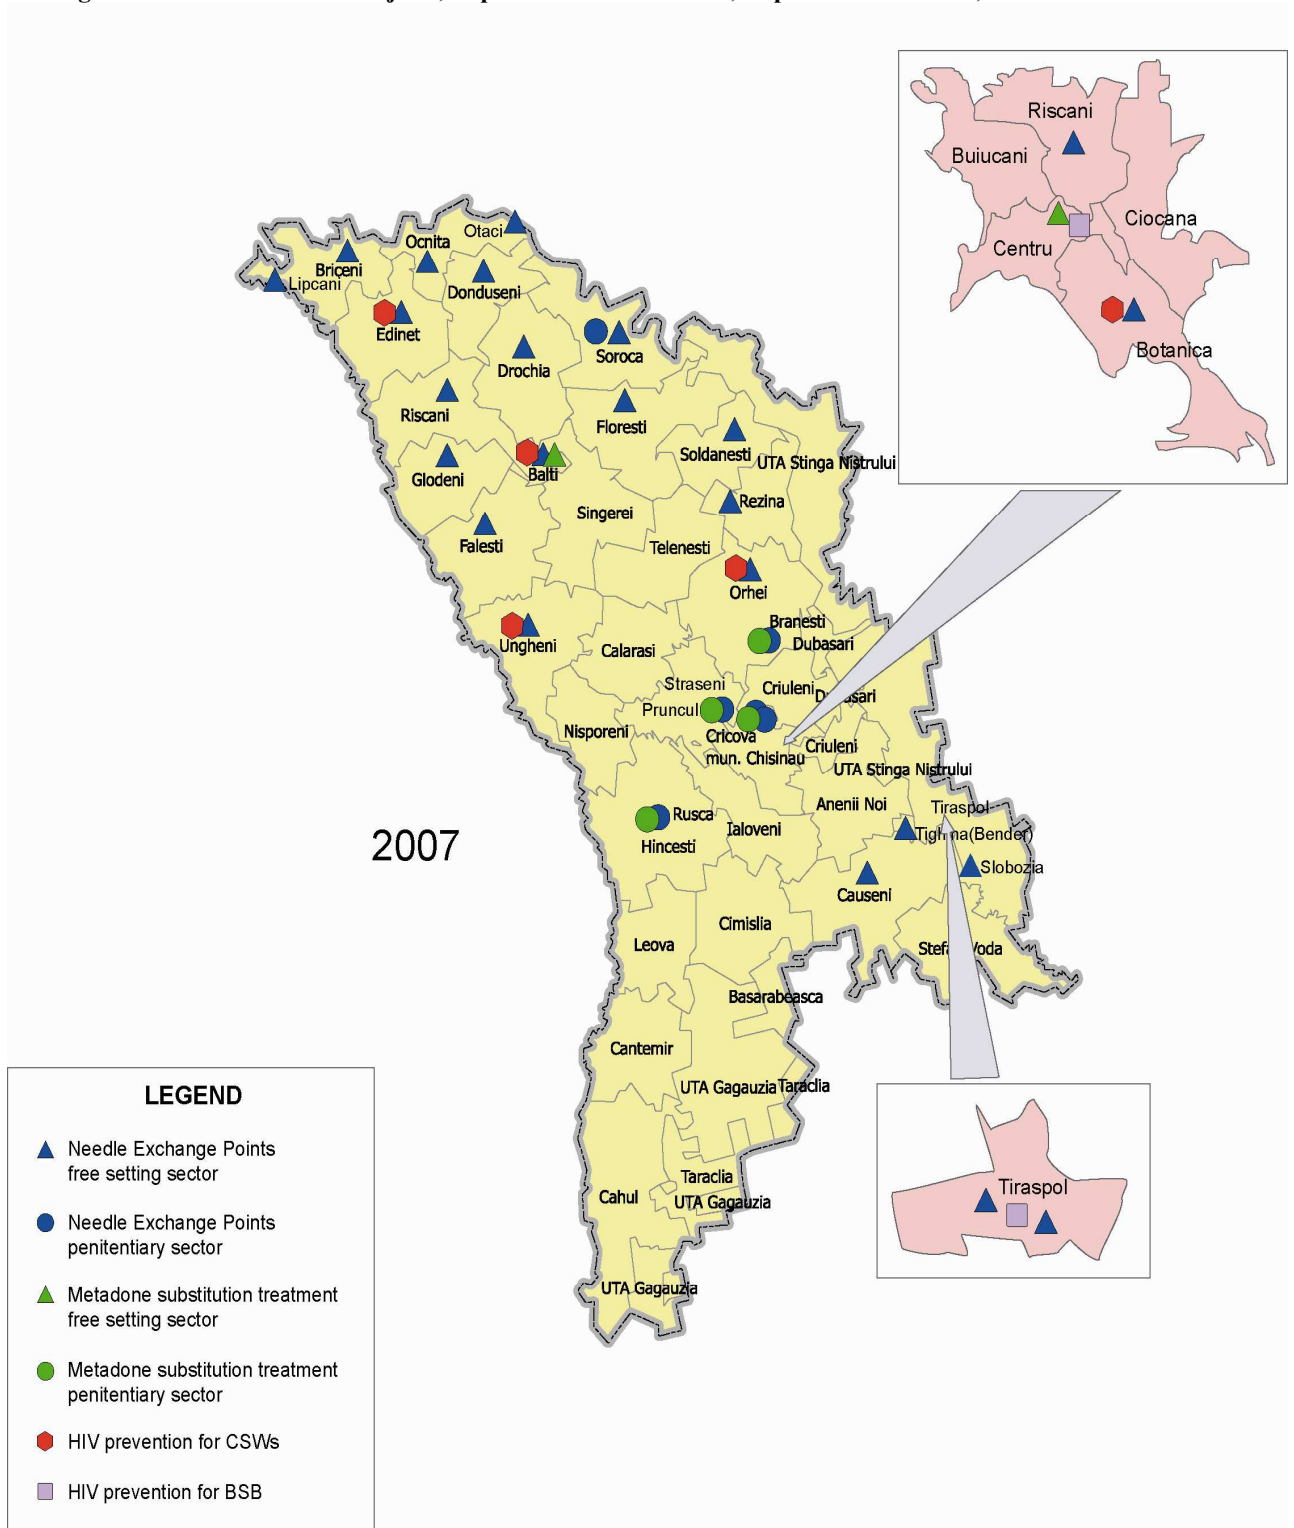 Riscani
Buiucani
Ciocana
Centru
Botanica
Otaci
Ocnita
Briceni
Lipcani
Donduseni
Edinet
Soroca
Drochia
Riscani
Floresti
Soldanesti
UTA Stinga Nistrului
Glodeni
Balti
Rezina
Singerei
Falesti
Telenesti
Orhei
Branesti
Ungheni
Calarasi
Dubasari
Straseni
Criuleni
Pruncul
Nisporeni
Cricova
Criuleni
mun. Chisinau
UTA Stinga Nistrului
Anenii Noi
Tiraspol
Rusca
Ialoveni
2007
Hincesti
Slobozia
Causeni
Cimislia
Leova
Basarabeasca
Cantemir
UTA Gagauzia
Taraclia
Taraclia
Cahul
UTA Gagauzia
UTA Gagauzia
Tiraspol
LEGEND
Needle Exchange Points
free setting sector
Needle Exchange Points
penitentiary sector
Metadone substitution treatment
free setting sector
Metadone substitution treatment
penitentiary sector
HIV prevention for CSWs
HIV prevention for BSB